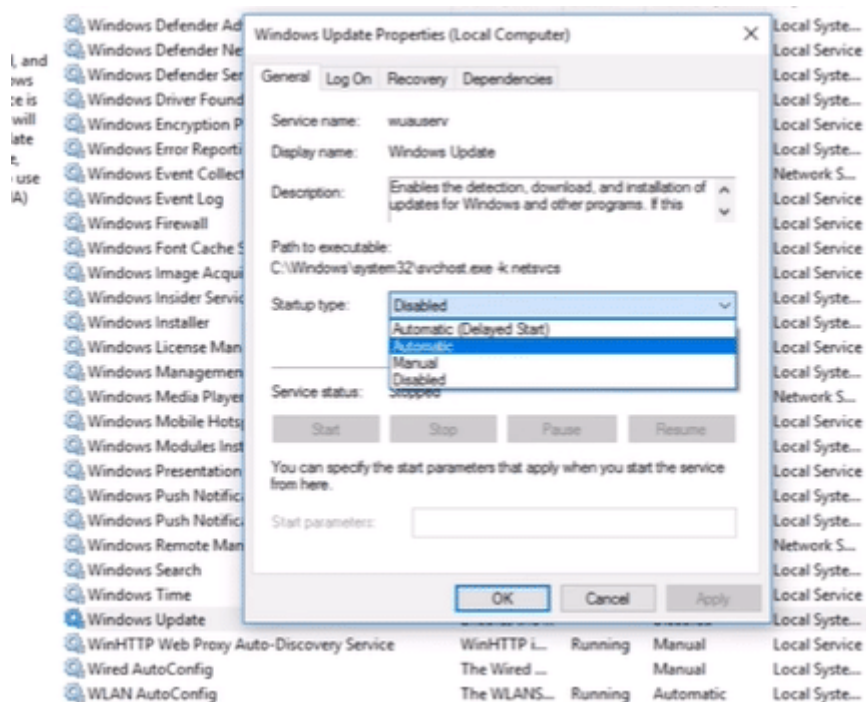 l, and
ows
ce is
will
late
t,
use
IA)
Windows Defender Ad
Windows Defender Ne
Windows Defender Ser
Windows Driver Found
Windows Encryption P
Windows Error Reporti
Windows Event Collect
Windows Event Log
Windows Firewall
Windows Font Cache S
Windows Image Acqui
Windows Insider Servic
Windows Installer
Windows License Man
Windows Managemen
Windows Media Player
Windows Mobile Hots
Windows Modules Inst
Windows Presentation
Windows Push Notific
Windows Push Notific
Windows Remote Man
Windows Search
Windows Time
Windows Update
WinHTTP Web Proxy Auto-Discovery Service WinHTTP i... Running Manual Local Service
Wired AutoConfig The Wired ... Manual Local Syste...
WLAN AutoConfig The WLANS... Running Automatic Local Syste...
Windows Update Properties (Local Computer)
General Log On Recovery Dependencies
Service name: wuauserv
Display name: Windows Update
Description: Enables the detection, download, and installation of
updates for Windows and other programs. If this
Path to executable:
C:\Windows\system32\svchost.exe -k netsvcs
Startup type: Disabled
Automatic (Delayed Start)
Automatic
Manual
Disabled
Service status: Stopped
Start Stop Pause Resume
You can specify the start parameters that apply when you start the service
from here.
Start parameters:
OK Cancel Apply
Local Syste...
Local Service
Local Syste...
Local Syste...
Local Service
Local Syste...
Network S...
Local Service
Local Service
Local Service
Local Service
Local Syste...
Local Syste...
Local Service
Local Syste...
Network S...
Local Service
Local Syste...
Local Service
Local Syste...
Local Syste...
Network S...
Local Syste...
Local Service
Local Syste...